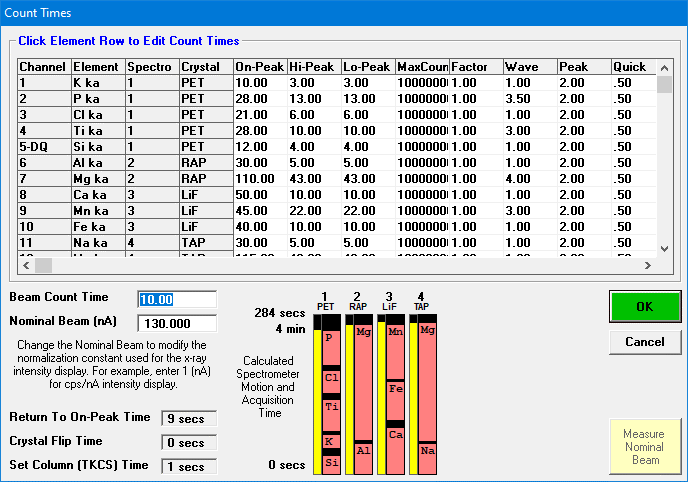 Count Times
Click Element Row to Edit Count Times
Channel Element Spectro Crystal On-Peak Hi-Peak Lo-Peak MaxCoun Factor Wave Peak Quick
1 K ka 1 PET 10.00 3.00 3.00 10000000 1.00 1.00 2.00 .50
2 P ka 1 PET 28.00 13.00 13.00 10000000 1.00 3.50 2.00 .50
3 Cl ka 1 PET 21.00 6.00 6.00 10000000 1.00 1.00 2.00 .50
4 Ti ka 1 PET 28.00 10.00 10.00 10000000 1.00 3.00 2.00 .50
5-DQ Si ka 1 PET 12.00 4.00 4.00 10000000 1.00 1.00 2.00 .50
6 Al ka 2 RAP 30.00 5.00 5.00 10000000 1.00 1.00 2.00 .50
7 Mg ka 2 RAP 110.00 43.00 43.00 10000000 1.00 4.00 2.00 .50
8 Ca ka 3 LiF 50.00 10.00 10.00 10000000 1.00 1.00 2.00 .50
9 Mn ka 3 LiF 45.00 22.00 22.00 10000000 1.00 3.00 2.00 .50
10 Fe ka 3 LiF 40.00 10.00 10.00 10000000 1.00 1.00 2.00 .50
11 Na ka 4 TAP 30.00 5.00 5.00 10000000 1.00 1.00 2.00 .50
Beam Count Time 10.00
Nominal Beam (nA) 130.000
Change the Nominal Beam to modify the
normalization constant used for the x-ray
intensity display. For example, enter 1 (nA)
for cps/nA intensity display.
Return To On-Peak Time 9 secs
Crystal Flip Time 0 secs
Set Column (TKCS) Time 1 secs
284 secs
4 min
Calculated
Spectrometer
Motion and
Acquisition
Time
0 secs
1 2 3 4
PET RAP LiF TAP
P Mg Mn Mg
Cl
Fe
Ti
Ca
K
Al Na
Si
OK
Cancel
Measure
Nominal
Beam